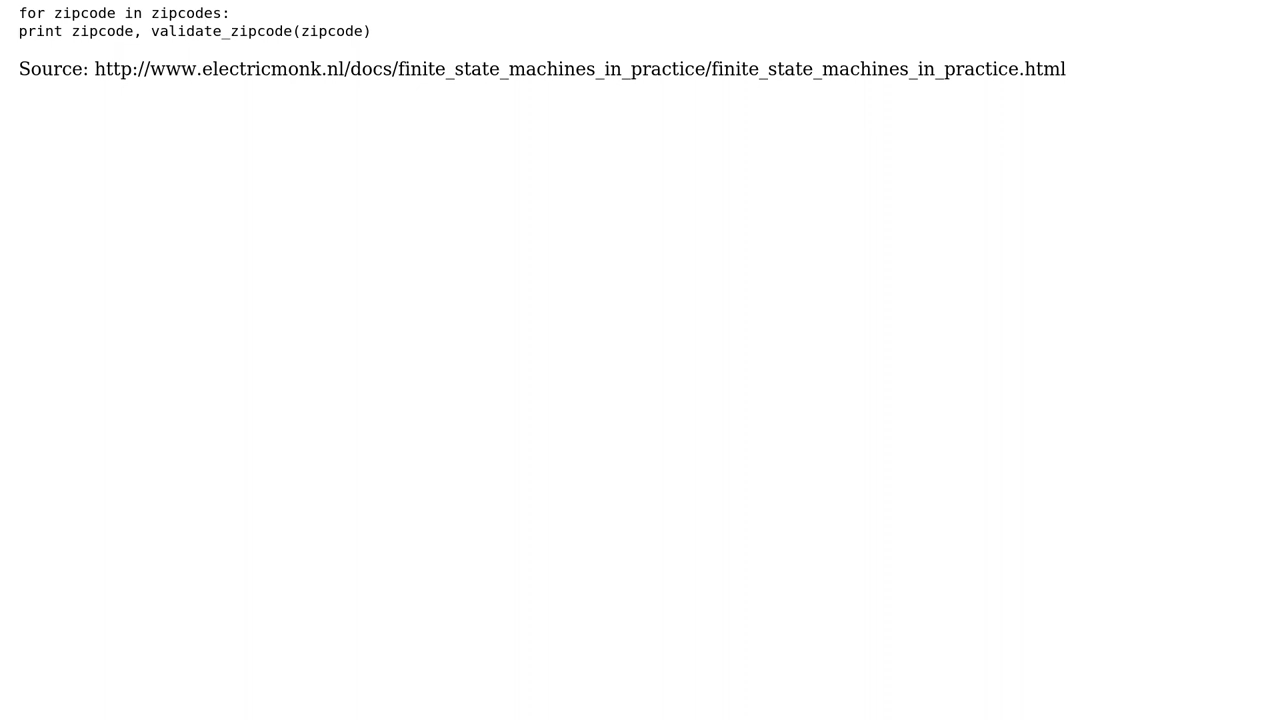 for zipcode in zipcodes:
print zipcode, validate_zipcode(zipcode)
Source: http://www.electricmonk.nl/docs/finite_state_machines_in_practice/finite_state_machines_in_practice.html